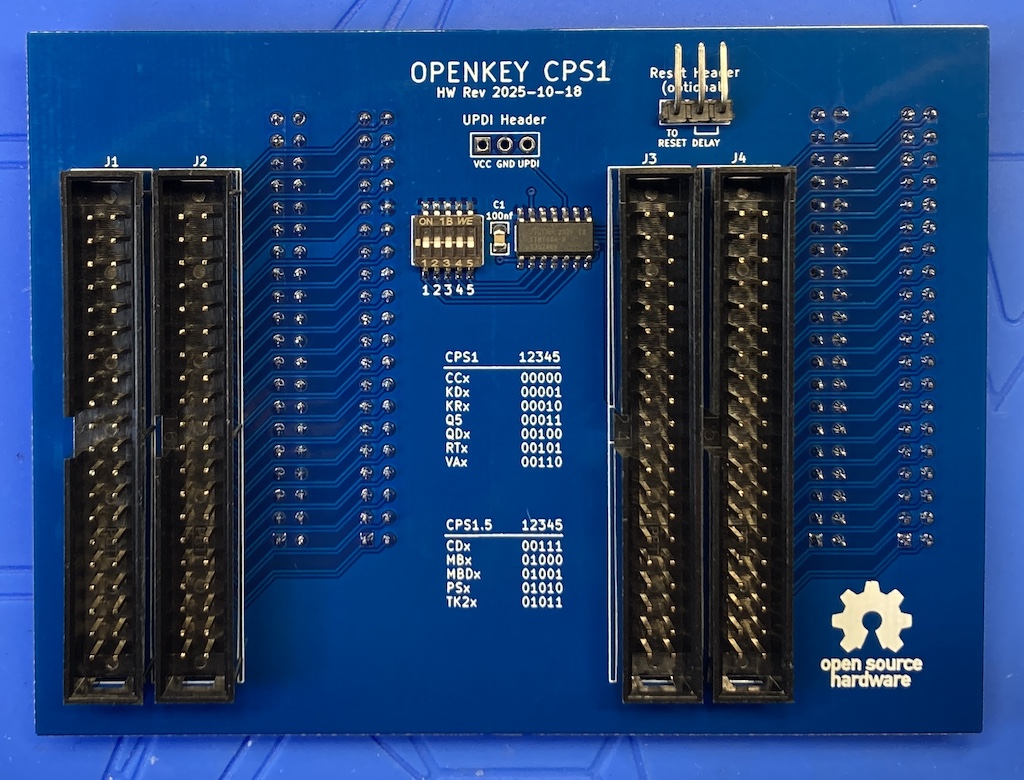 OPENKEY CPS1
HW Rev 2025-10-18
Reset Header
(optional)
UPDI Header
TO
RESET DELAY
VCC GND UPDI
J1
J2
J3
J4
C1
100nf
ON 18 WE
1 2 3 4 5
12345
CPS1 12345
CCx 00000
KDx 00001
KRx 00010
Q5 00011
QDx 00100
RTx 00101
VAx 00110
CPS1.5 12345
CDx 00111
MBx 01000
MBDx 01001
PSx 01010
TK2x 01011
open source
hardware